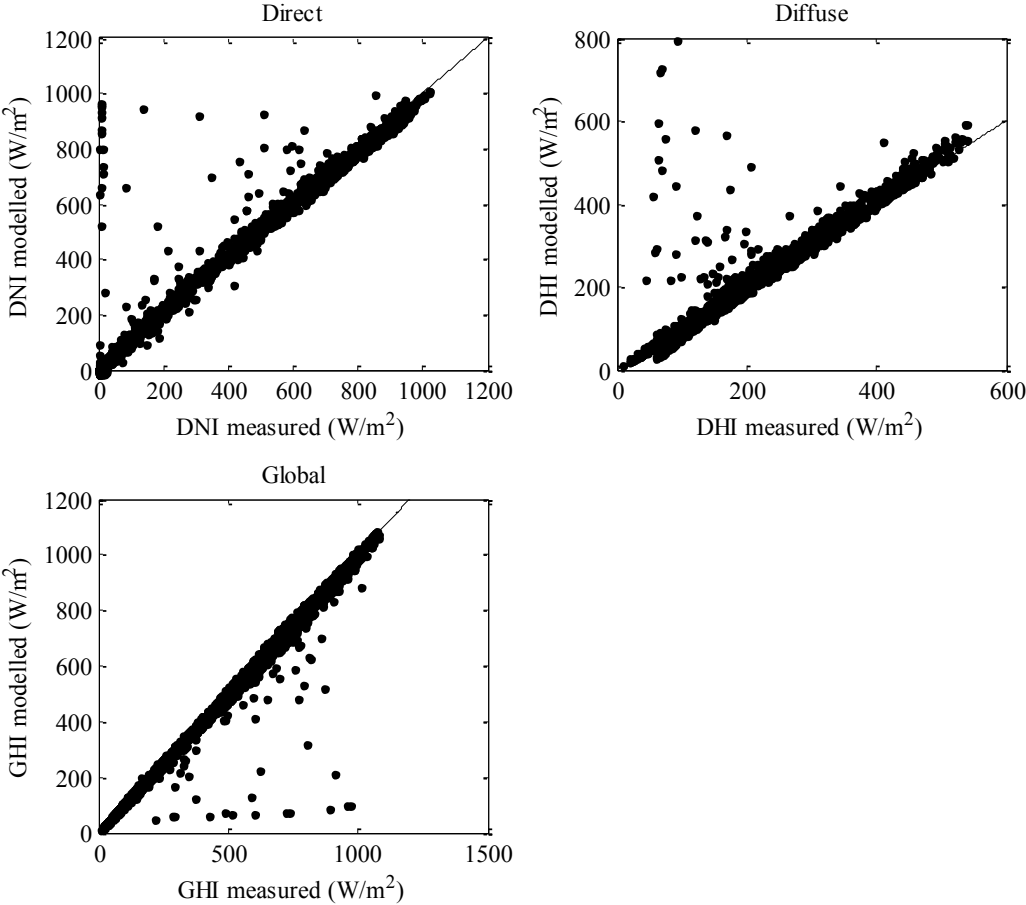 Direct
1200
1000
800
600
400
200
0
0 200 400 600 800 1000 1200
DNI measured (W/m²)
DNI modelled (W/m²)
Diffuse
800
600
400
200
0
0 200 400 600
DHI measured (W/m²)
DHI modelled (W/m²)
Global
1200
1000
800
600
400
200
0
0 500 1000 1500
GHI measured (W/m²)
GHI modelled (W/m²)